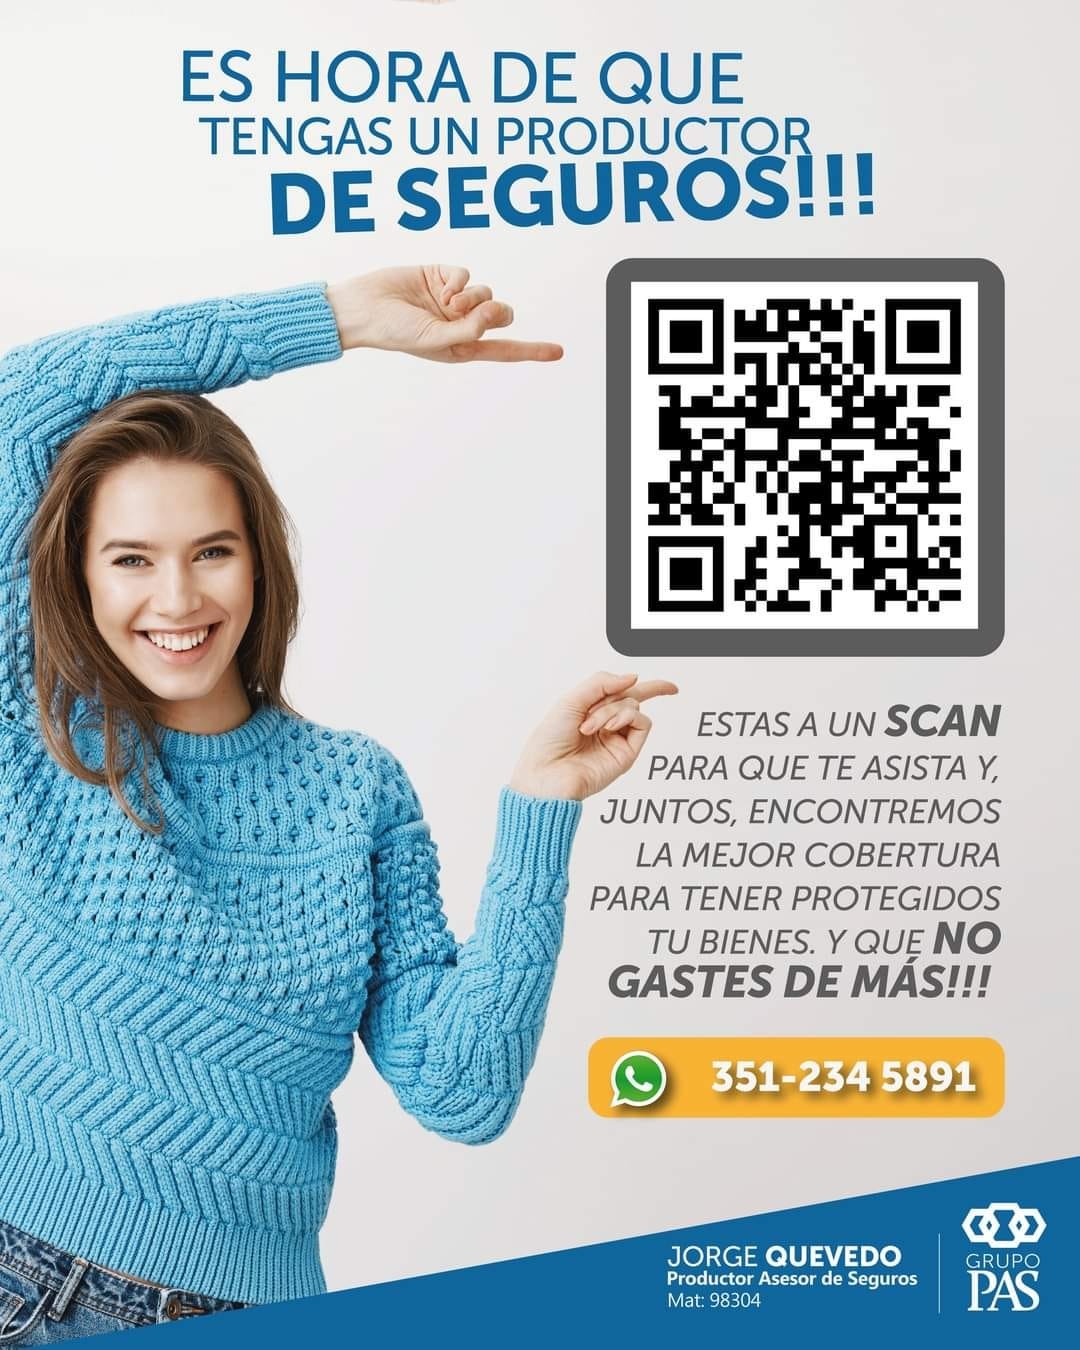 ES HORA DE QUE
TENGAS UN PRODUCTOR
DE SEGUROS!!!
ESTAS A UN SCAN
PARA QUE TE ASISTA Y,
JUNTOS, ENCONTREMOS
LA MEJOR COBERTURA
PARA TENER PROTEGIDOS
TU BIENES. Y QUE NO
GASTES DE MÁS!!!
351-234 5891
JORGE QUEVEDO
Productor Asesor de Seguros
Mat: 98304
GRUPO
PAS